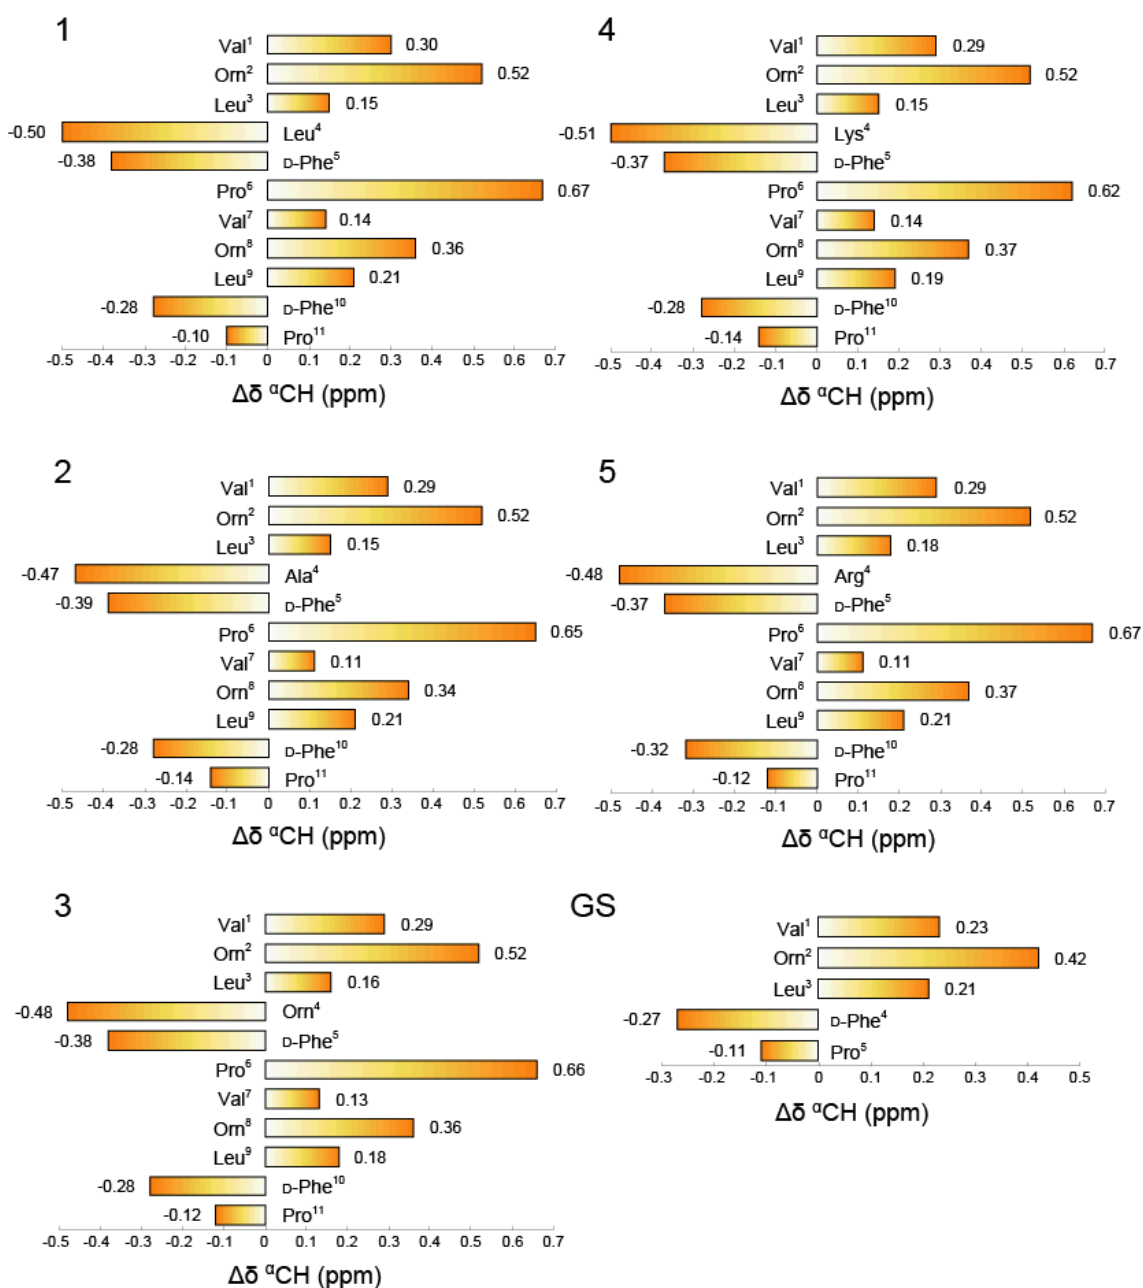 1
Val¹ 0.30
Orn² 0.52
Leu³ 0.15
-0.50 Leu⁴
-0.38 D-Phe⁵
Pro⁶ 0.67
Val⁷ 0.14
Orn⁸ 0.36
Leu⁹ 0.21
-0.28 D-Phe¹⁰
-0.10 Pro¹¹
-0.5 -0.4 -0.3 -0.2 -0.1 0 0.1 0.2 0.3 0.4 0.5 0.6 0.7
Δδ ᵅCH (ppm)
4
Val¹ 0.29
Orn² 0.52
Leu³ 0.15
-0.51 Lys⁴
-0.37 D-Phe⁵
Pro⁶ 0.62
Val⁷ 0.14
Orn⁸ 0.37
Leu⁹ 0.19
-0.28 D-Phe¹⁰
-0.14 Pro¹¹
-0.5 -0.4 -0.3 -0.2 -0.1 0 0.1 0.2 0.3 0.4 0.5 0.6 0.7
Δδ ᵅCH (ppm)
2
Val¹ 0.29
Orn² 0.52
Leu³ 0.15
-0.47 Ala⁴
-0.39 D-Phe⁵
Pro⁶ 0.65
Val⁷ 0.11
Orn⁸ 0.34
Leu⁹ 0.21
-0.28 D-Phe¹⁰
-0.14 Pro¹¹
-0.5 -0.4 -0.3 -0.2 -0.1 0 0.1 0.2 0.3 0.4 0.5 0.6 0.7
Δδ ᵅCH (ppm)
5
Val¹ 0.29
Orn² 0.52
Leu³ 0.18
-0.48 Arg⁴
-0.37 D-Phe⁵
Pro⁶ 0.67
Val⁷ 0.11
Orn⁸ 0.37
Leu⁹ 0.21
-0.32 D-Phe¹⁰
-0.12 Pro¹¹
-0.5 -0.4 -0.3 -0.2 -0.1 0 0.1 0.2 0.3 0.4 0.5 0.6 0.7
Δδ ᵅCH (ppm)
3
Val¹ 0.29
Orn² 0.52
Leu³ 0.16
-0.48 Orn⁴
-0.38 D-Phe⁵
Pro⁶ 0.66
Val⁷ 0.13
Orn⁸ 0.36
Leu⁹ 0.18
-0.28 D-Phe¹⁰
-0.12 Pro¹¹
-0.5 -0.4 -0.3 -0.2 -0.1 0 0.1 0.2 0.3 0.4 0.5 0.6 0.7
Δδ ᵅCH (ppm)
GS
Val¹ 0.23
Orn² 0.42
Leu³ 0.21
-0.27 D-Phe⁴
-0.11 Pro⁵
-0.3 -0.2 -0.1 0 0.1 0.2 0.3 0.4 0.5
Δδ ᵅCH (ppm)